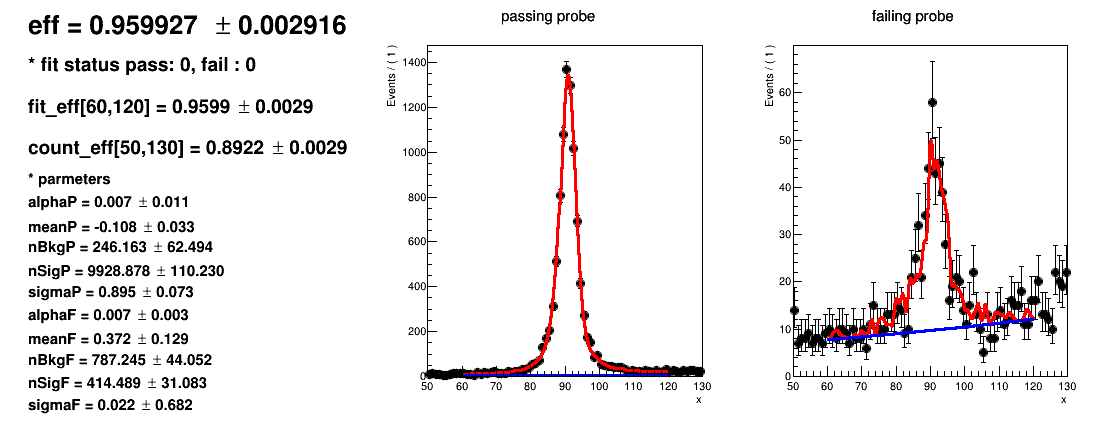 eff = 0.959927 ± 0.002916
* fit status pass: 0, fail : 0
fit_eff[60,120] = 0.9599 ± 0.0029
count_eff[50,130] = 0.8922 ± 0.0029
* parmeters
alphaP = 0.007 ± 0.011
meanP = -0.108 ± 0.033
nBkgP = 246.163 ± 62.494
nSigP = 9928.878 ± 110.230
sigmaP = 0.895 ± 0.073
alphaF = 0.007 ± 0.003
meanF = 0.372 ± 0.129
nBkgF = 787.245 ± 44.052
nSigF = 414.489 ± 31.083
sigmaF = 0.022 ± 0.682
passing probe
Events / ( 1 )
1400
1200
1000
800
600
400
200
0
50 60 70 80 90 100 110 120 130
x
failing probe
Events / ( 1 )
60
50
40
30
20
10
0
50 60 70 80 90 100 110 120 130
x